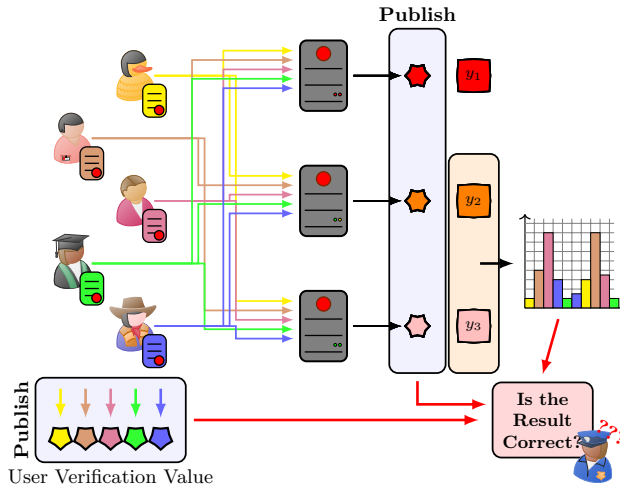 Publish
y1
y2
y3
Publish
Is the
Result
Correct?
???
User Verification Value